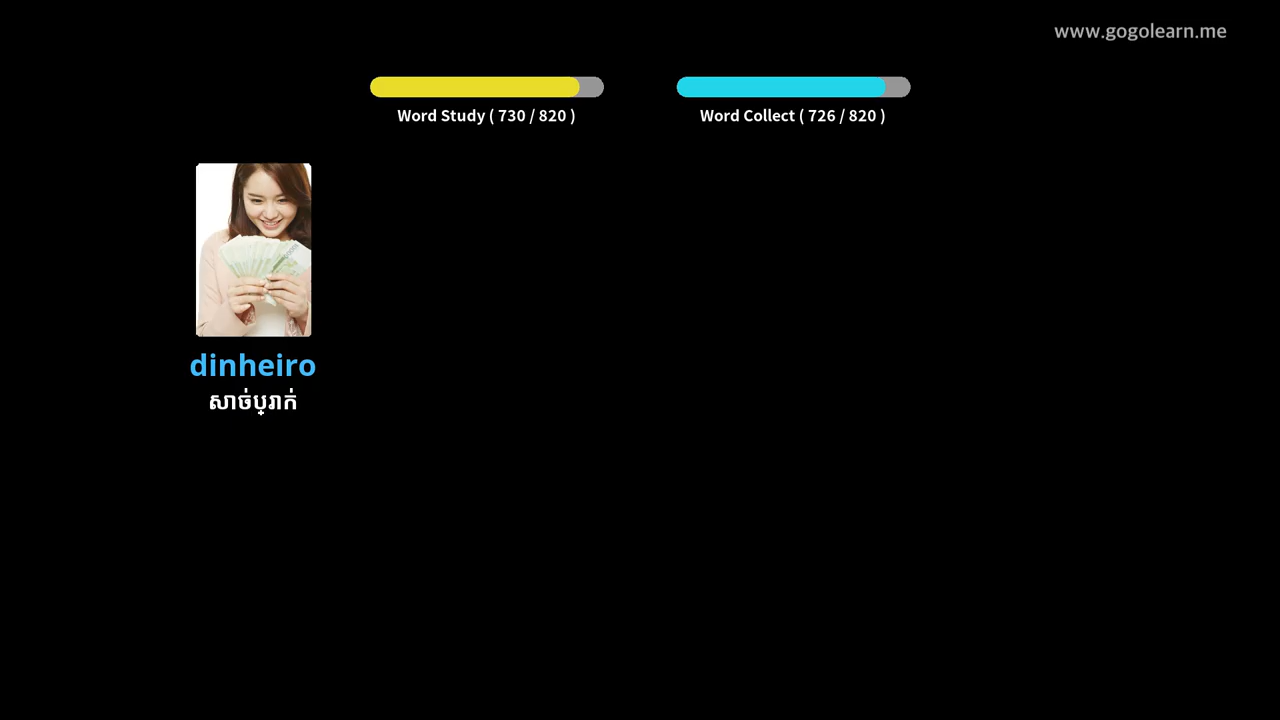 www.gogolearn.me
Word Study ( 730 / 820 )
Word Collect ( 726 / 820 )
dinheiro
សាច់ប្រាក់